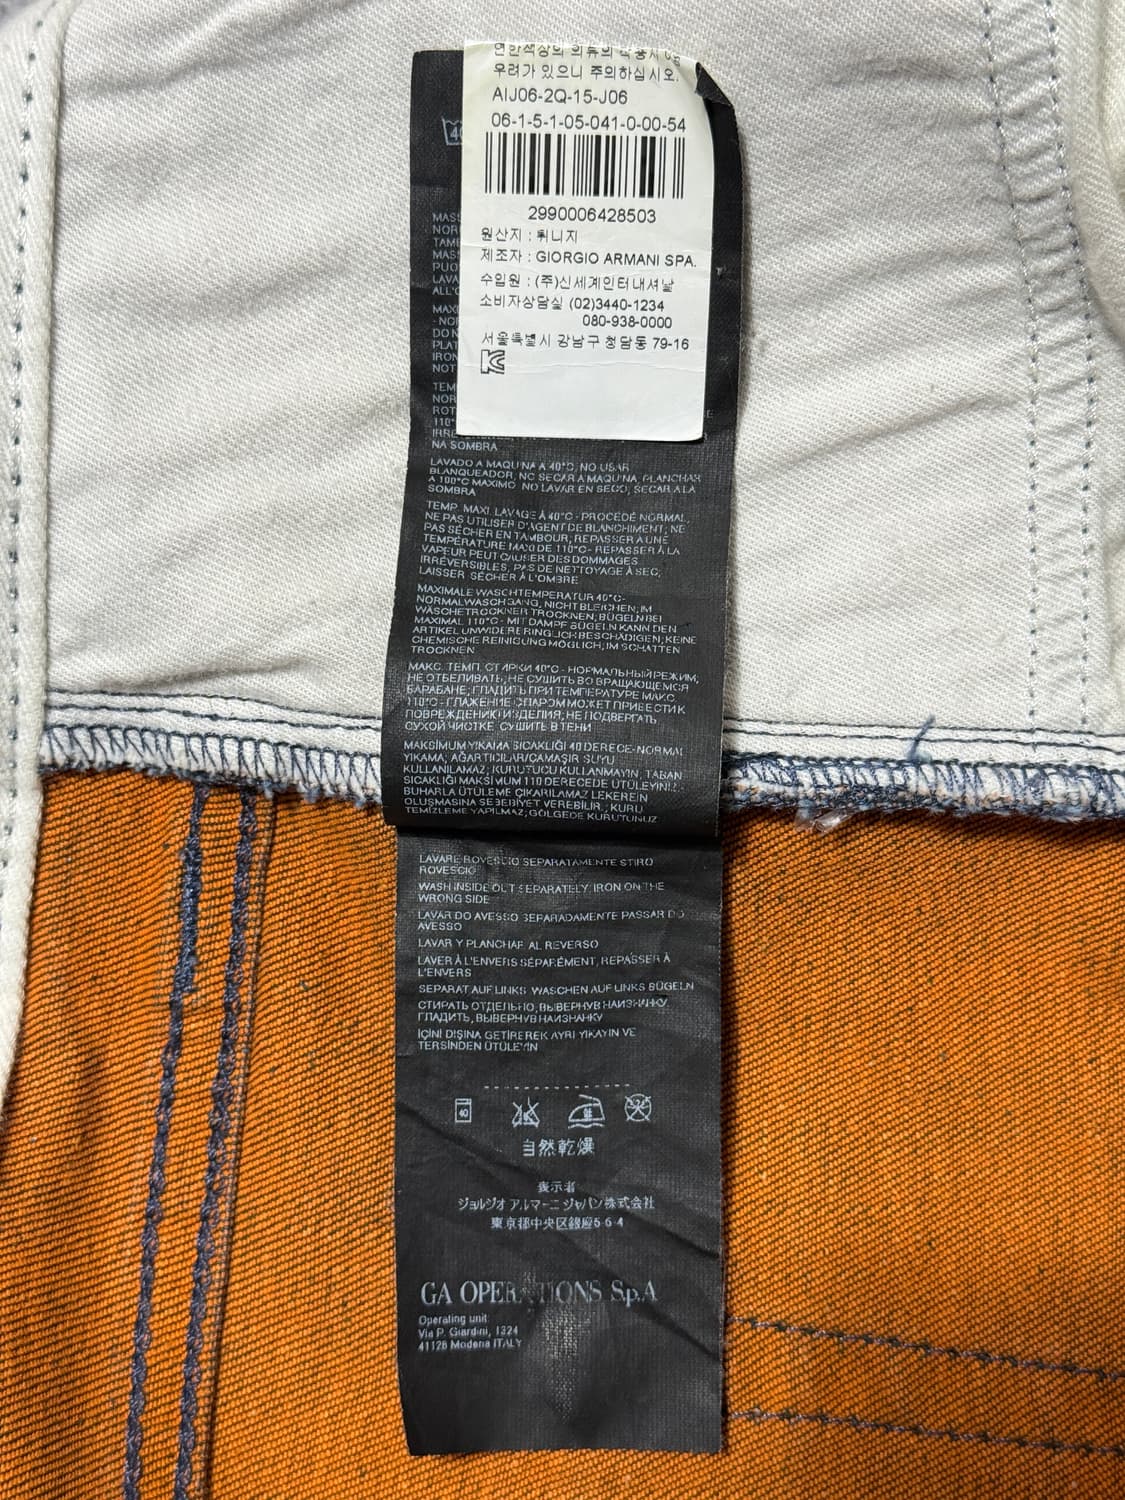 우려가 있으니 주의하십시오.
AIJ06-2Q-15-J06
06-1-5-1-05-041-0-00-54
2990006428503
원산지 : 튀니지
제조자 : GIORGIO ARMANI SPA.
수입원 : (주)신세계인터내셔날
소비자상담실 (02)3440-1234
080-938-0000
서울특별시 강남구 청담동 79-16
NA SOMBRA
LAVADO A MAQUINA A 40°C, NO USAR
BLANQUEADOR, NO SECAR A MAQUINA, PLANCHAR
A 100°C MAXIMO NO LAVAR EN SECO, SECAR A LA
SOMBRA
TEMP. MAXI. LAVAGE À 40°C - PROCEDÉ NORMAL,
NE PAS UTILISER D'AGENT DE BLANCHIMENT; NE
PAS SÉCHER EN TAMBOUR; REPASSER A UNE
TEMPÉRATURE MAXI DE 110°C - REPASSER À LA
VAPEUR PEUT CAUSER DES DOMMAGES
IRRÉVERSIBLES, PAS DE NETTOYAGE À SEC,
LAISSER SÉCHER À L'OMBRE
MAXIMALE WASCHTEMPERATUR 40°C-
NORMALWASCHGANG, NICHT BLEICHEN; IM
WÄSCHETROCKNER TROCKNEN; BÜGELN BEI
MAXIMAL 110°C - MIT DAMPF BÜGELN KANN DEN
ARTIKEL UNWIDERERINGLICH BESCHÄDIGEN; KEINE
CHEMISCHE REINIGUNG MÖGLICH; IM SCHATTEN
TROCKNEN
МАКС. ТЕМП. СТИРКИ 40°C - НОРМАЛЬНЫЙ РЕЖИМ;
НЕ ОТБЕЛИВАТЬ, НЕ СУШИТЬ ВО ВРАЩАЮЩЕМСЯ
БАРАБАНЕ; ГЛАДИТЬ ПРИ ТЕМПЕРАТУРЕ МАКС.
110°C - ГЛАЖЕНИЕ С ПАРОМ МОЖЕТ ПРИВЕСТИ К
ПОВРЕЖДЕНИЮ ИЗДЕЛИЯ; НЕ ПОДВЕРГАТЬ
СУХОЙ ЧИСТКЕ, СУШИТЬ В ТЕНИ
MAKSİMUM YIKAMA SICAKLIĞI 40 DERECE-NORMAL
YIKAMA; AĞARTICILAR/ÇAMAŞIR SUYU
KULLANILAMAZ; KURUTUCU KULLANMAYIN, TABAN
SICAKLIĞI MAKSİMUM 110 DERECEDE ÜTÜLEYİNİZ-
BUHARLA ÜTÜLEME ÇIKARILAMAZ LEKEREIN
OLUŞMASINA SEBEBİYET VEREBİLİR; KURU
TEMİZLEME YAPILMAZ; GÖLGEDE KURUTUNUZ
LAVARE ROVESCIO SEPARATAMENTE STIRO
ROVESCIO
WASH INSIDE OUT SEPARATELY, IRON ON THE
WRONG SIDE
LAVAR DO AVESSO SEPARADAMENTE PASSAR DO
AVESSO
LAVAR Y PLANCHAR AL REVERSO
LAVER À L'ENVERS SÉPARÉMENT, REPASSER À
L'ENVERS
SEPARAT AUF LINKS WASCHEN AUF LINKS BÜGELN
СТИРАТЬ ОТДЕЛЬНО, ВЫВЕРНУВ НАИЗНАНКУ.
ГЛАДИТЬ, ВЫВЕРНУВ НАИЗНАНКУ
İÇİNİ DIŞINA GETİREREK AYRI YIKAYIN VE
TERSİNDEN ÜTÜLEYİN
40
自然乾燥
表示者
ジョルジオ アルマーニ ジャパン株式会社
東京都中央区銀座5-5-4
GA OPERATIONS S.p.A
Operating unit
Via P. Giardini, 1324
41126 Modena ITALY